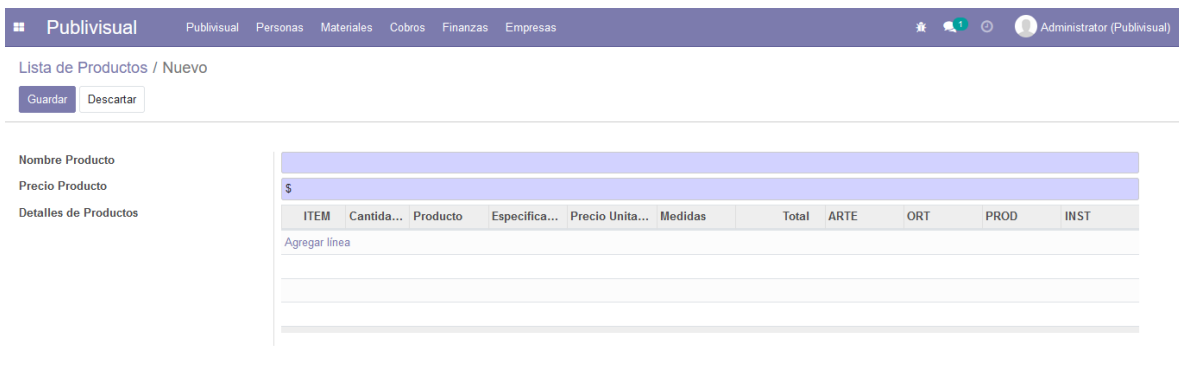 Publivisual Publivisual Personas Materiales Cobros Finanzas Empresas 1 Administrator (Publivisual)
Lista de Productos / Nuevo
Guardar Descartar
Nombre Producto
Precio Producto $
Detalles de Productos
ITEM Cantida... Producto Especifica... Precio Unita... Medidas Total ARTE ORT PROD INST
Agregar línea